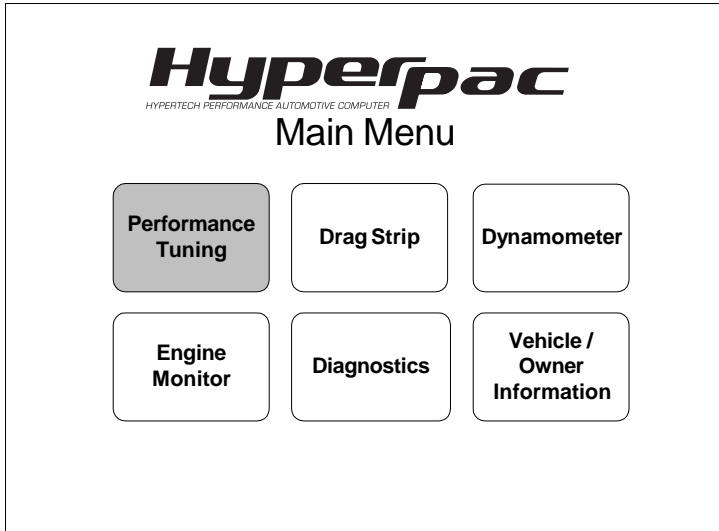 Hyperpac
HYPERTECH PERFORMANCE AUTOMOTIVE COMPUTER
Main Menu
Performance
Tuning
Drag Strip
Dynamometer
Engine
Monitor
Diagnostics
Vehicle /
Owner
Information